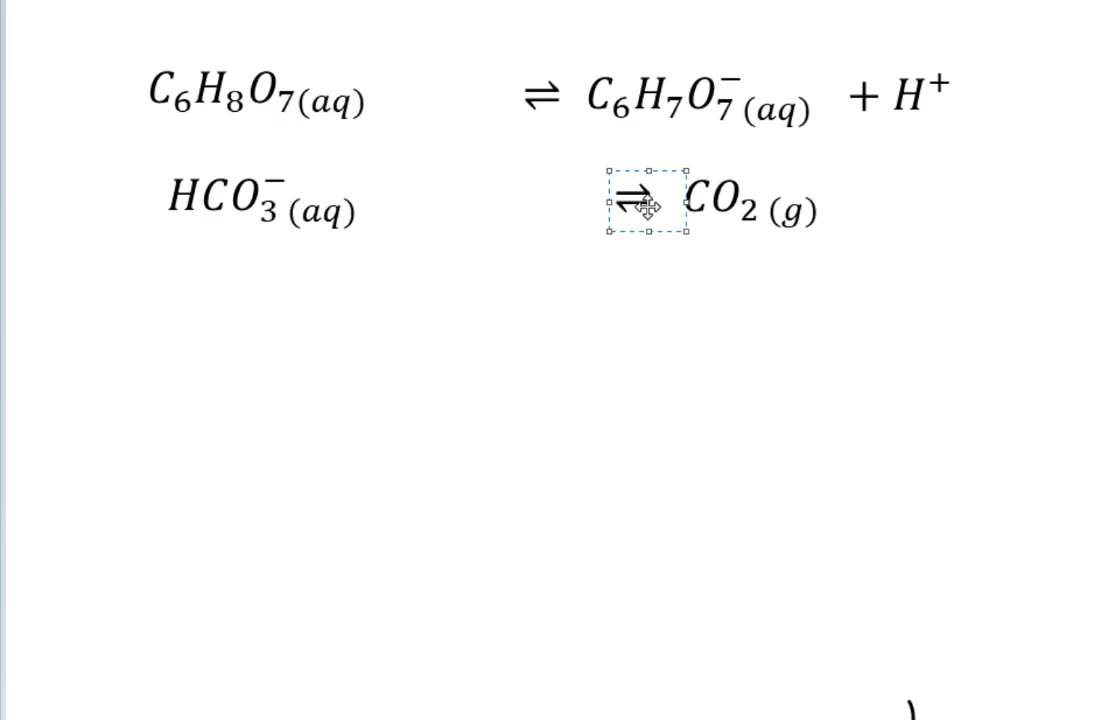 C₆H₈O₇(aq) ⇌ C₆H₇O₇⁻(aq) + H⁺
HCO₃⁻(aq) ⇌ CO₂ (g)